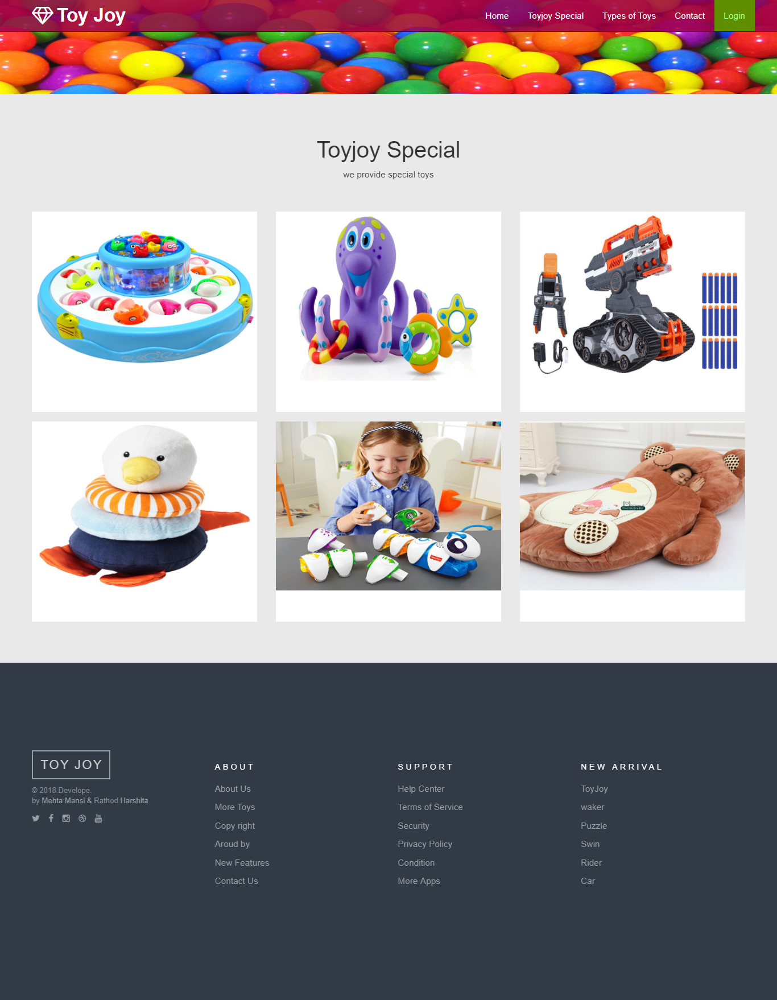 Toy Joy
Home
Toyjoy Special
Types of Toys
Contact
Login
Toyjoy Special
we provide special toys
TOY JOY
© 2018.Develope.
by Mehta Mansi & Rathod Harshita
ABOUT
About Us
More Toys
Copy right
Aroud by
New Features
Contact Us
SUPPORT
Help Center
Terms of Service
Security
Privacy Policy
Condition
More Apps
NEW ARRIVAL
ToyJoy
waker
Puzzle
Swin
Rider
Car